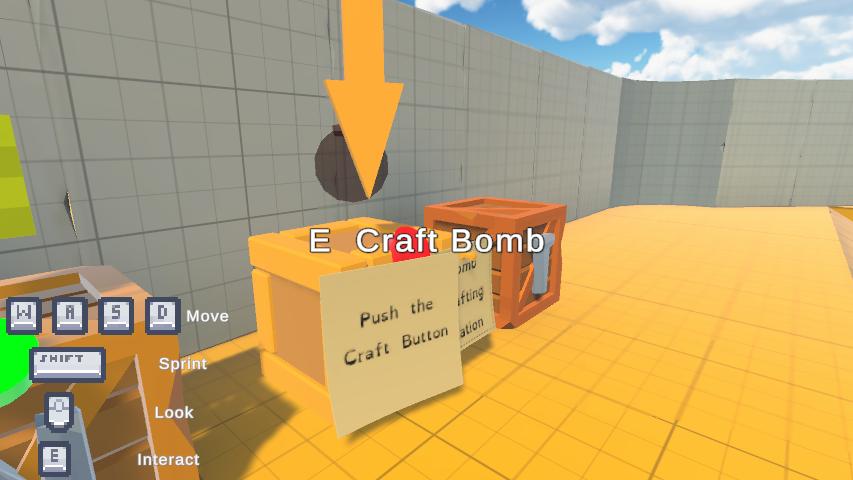 E Craft Bomb
Push the
Craft Button
W A S D Move
SHIFT Sprint
Look
E Interact